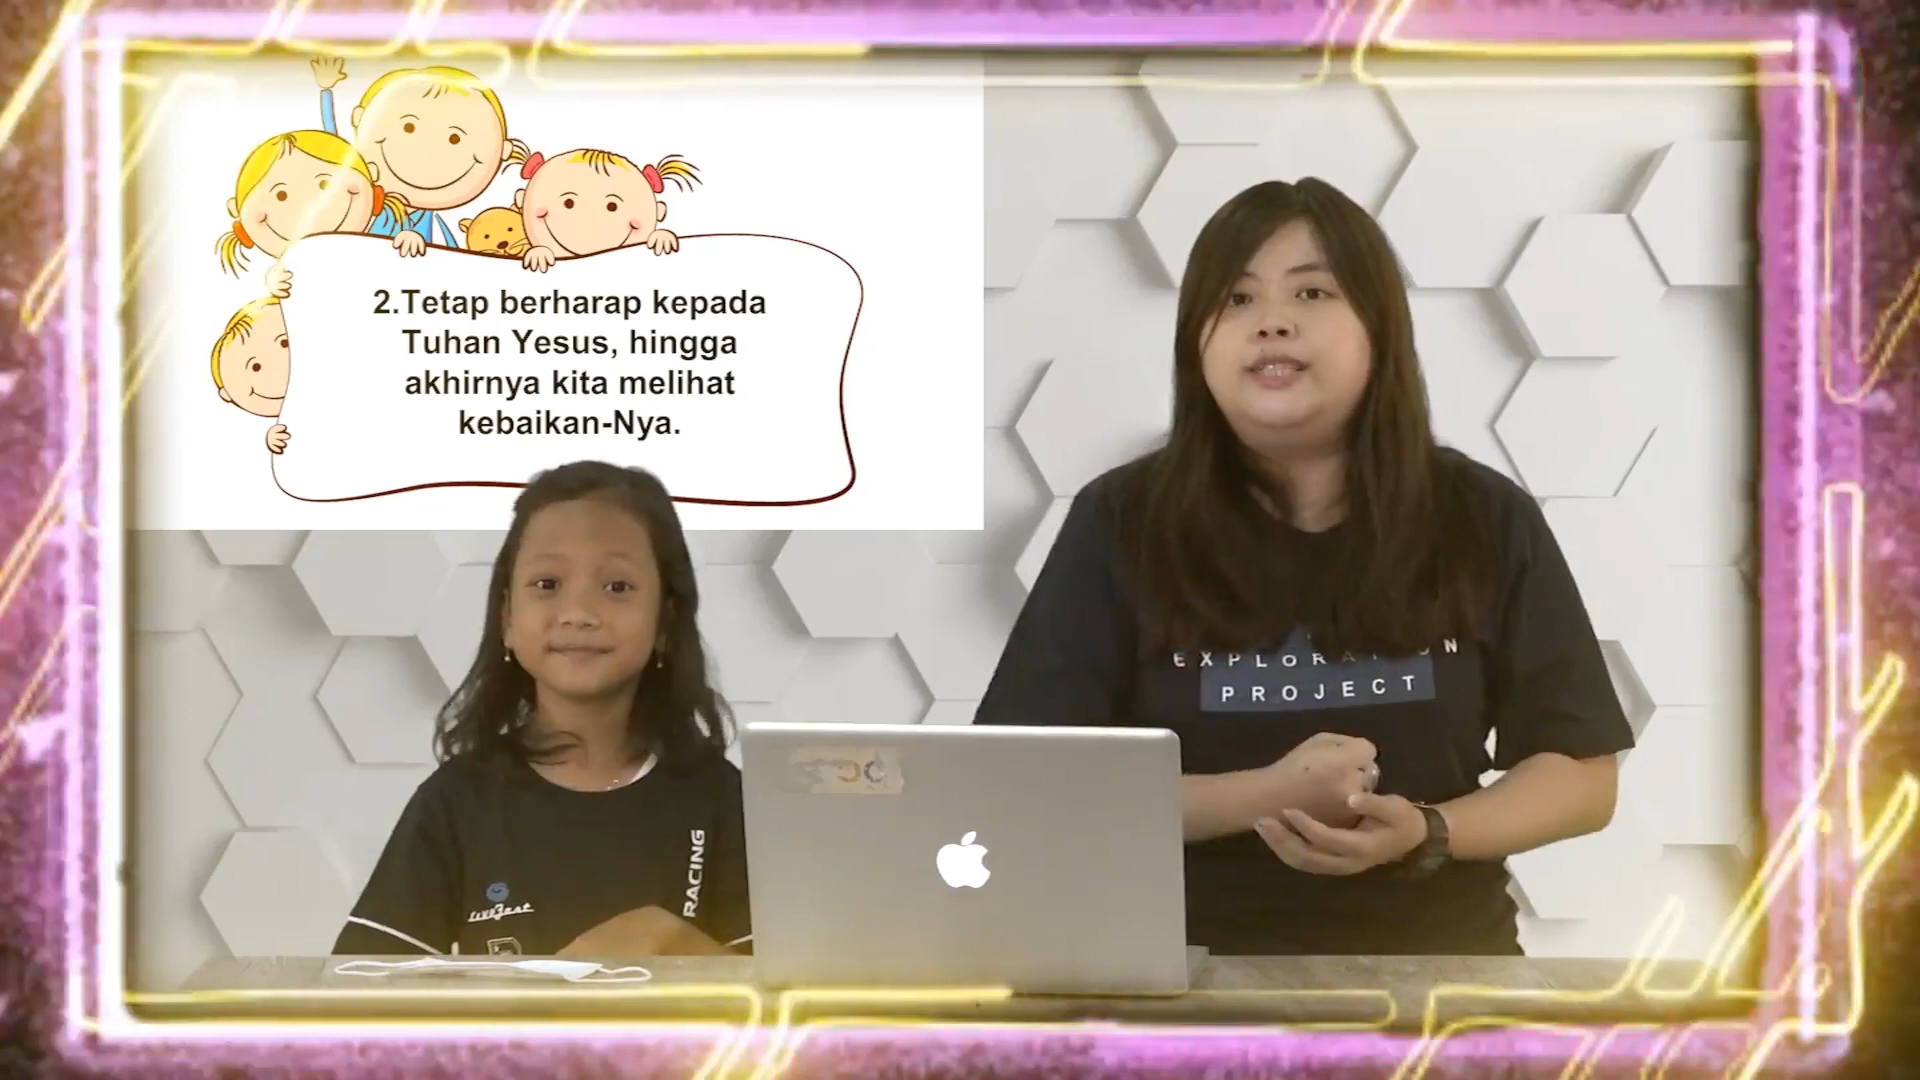 2.Tetap berharap kepada
Tuhan Yesus, hingga
akhirnya kita melihat
kebaikan-Nya.
PROJECT
RACING